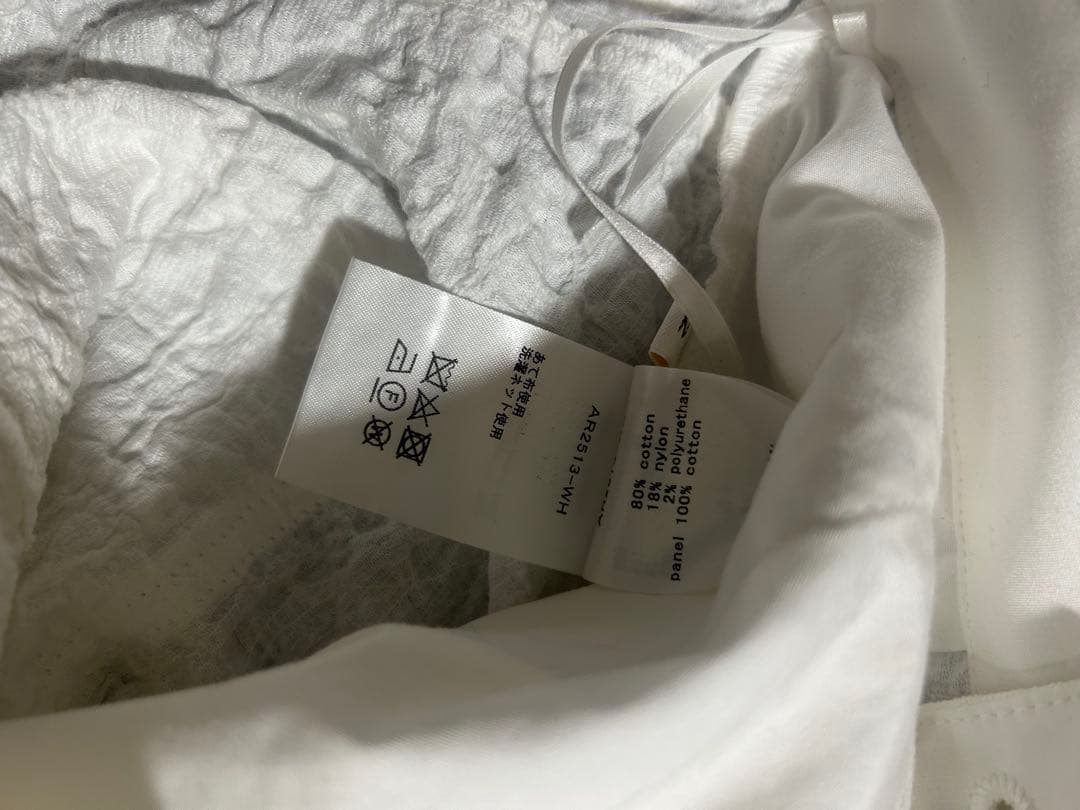 あて布使用
洗濯ネット使用
AR2513-WH
80% cotton
18% nylon
2% polyurethane
panel 100% cotton